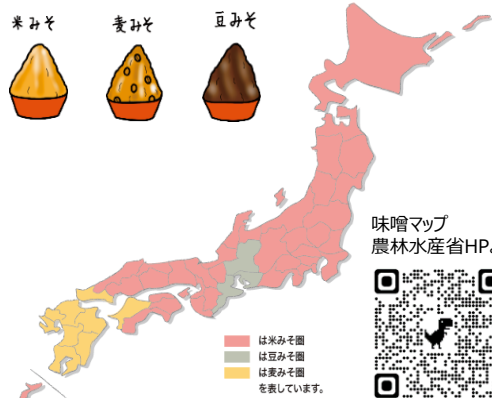 米みそ
麦みそ
豆みそ
味噌マップ
農林水産省HP。
は米みそ圏
は豆みそ圏
は麦みそ圏
を表しています。